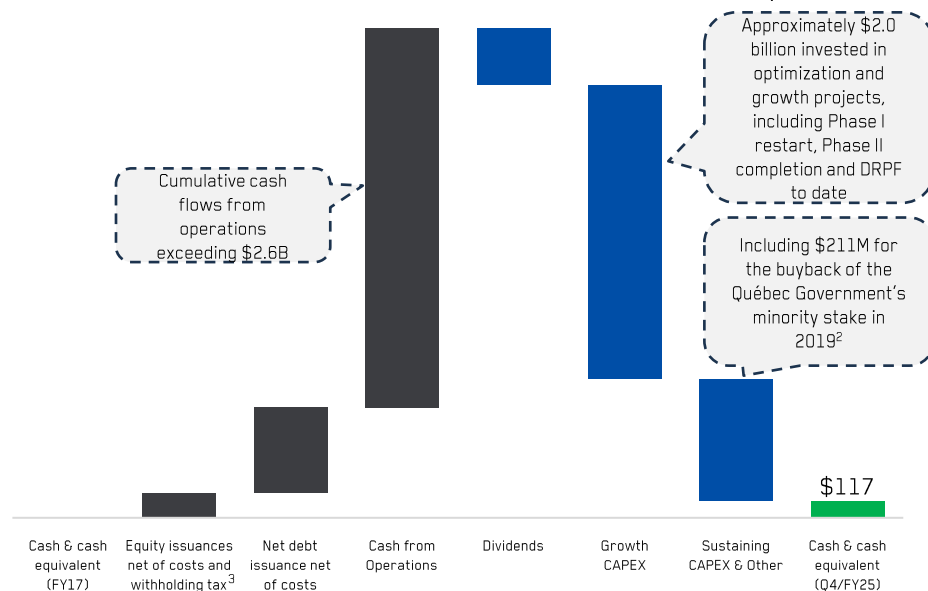 Approximately $2.0
billion invested in
optimization and
growth projects,
including Phase I
restart, Phase II
completion and DRPF
to date
Cumulative cash
flows from
operations
exceeding $2.6B
Including $211M for
the buyback of the
Québec Government's
minority stake in
2019²
$117
Cash & cash
equivalent
(FY17)
Equity issuances
net of costs and
withholding tax³
Net debt
issuance net
of costs
Cash from
Operations
Dividends
Growth
CAPEX
Sustaining
CAPEX & Other
Cash & cash
equivalent
(Q4/FY25)